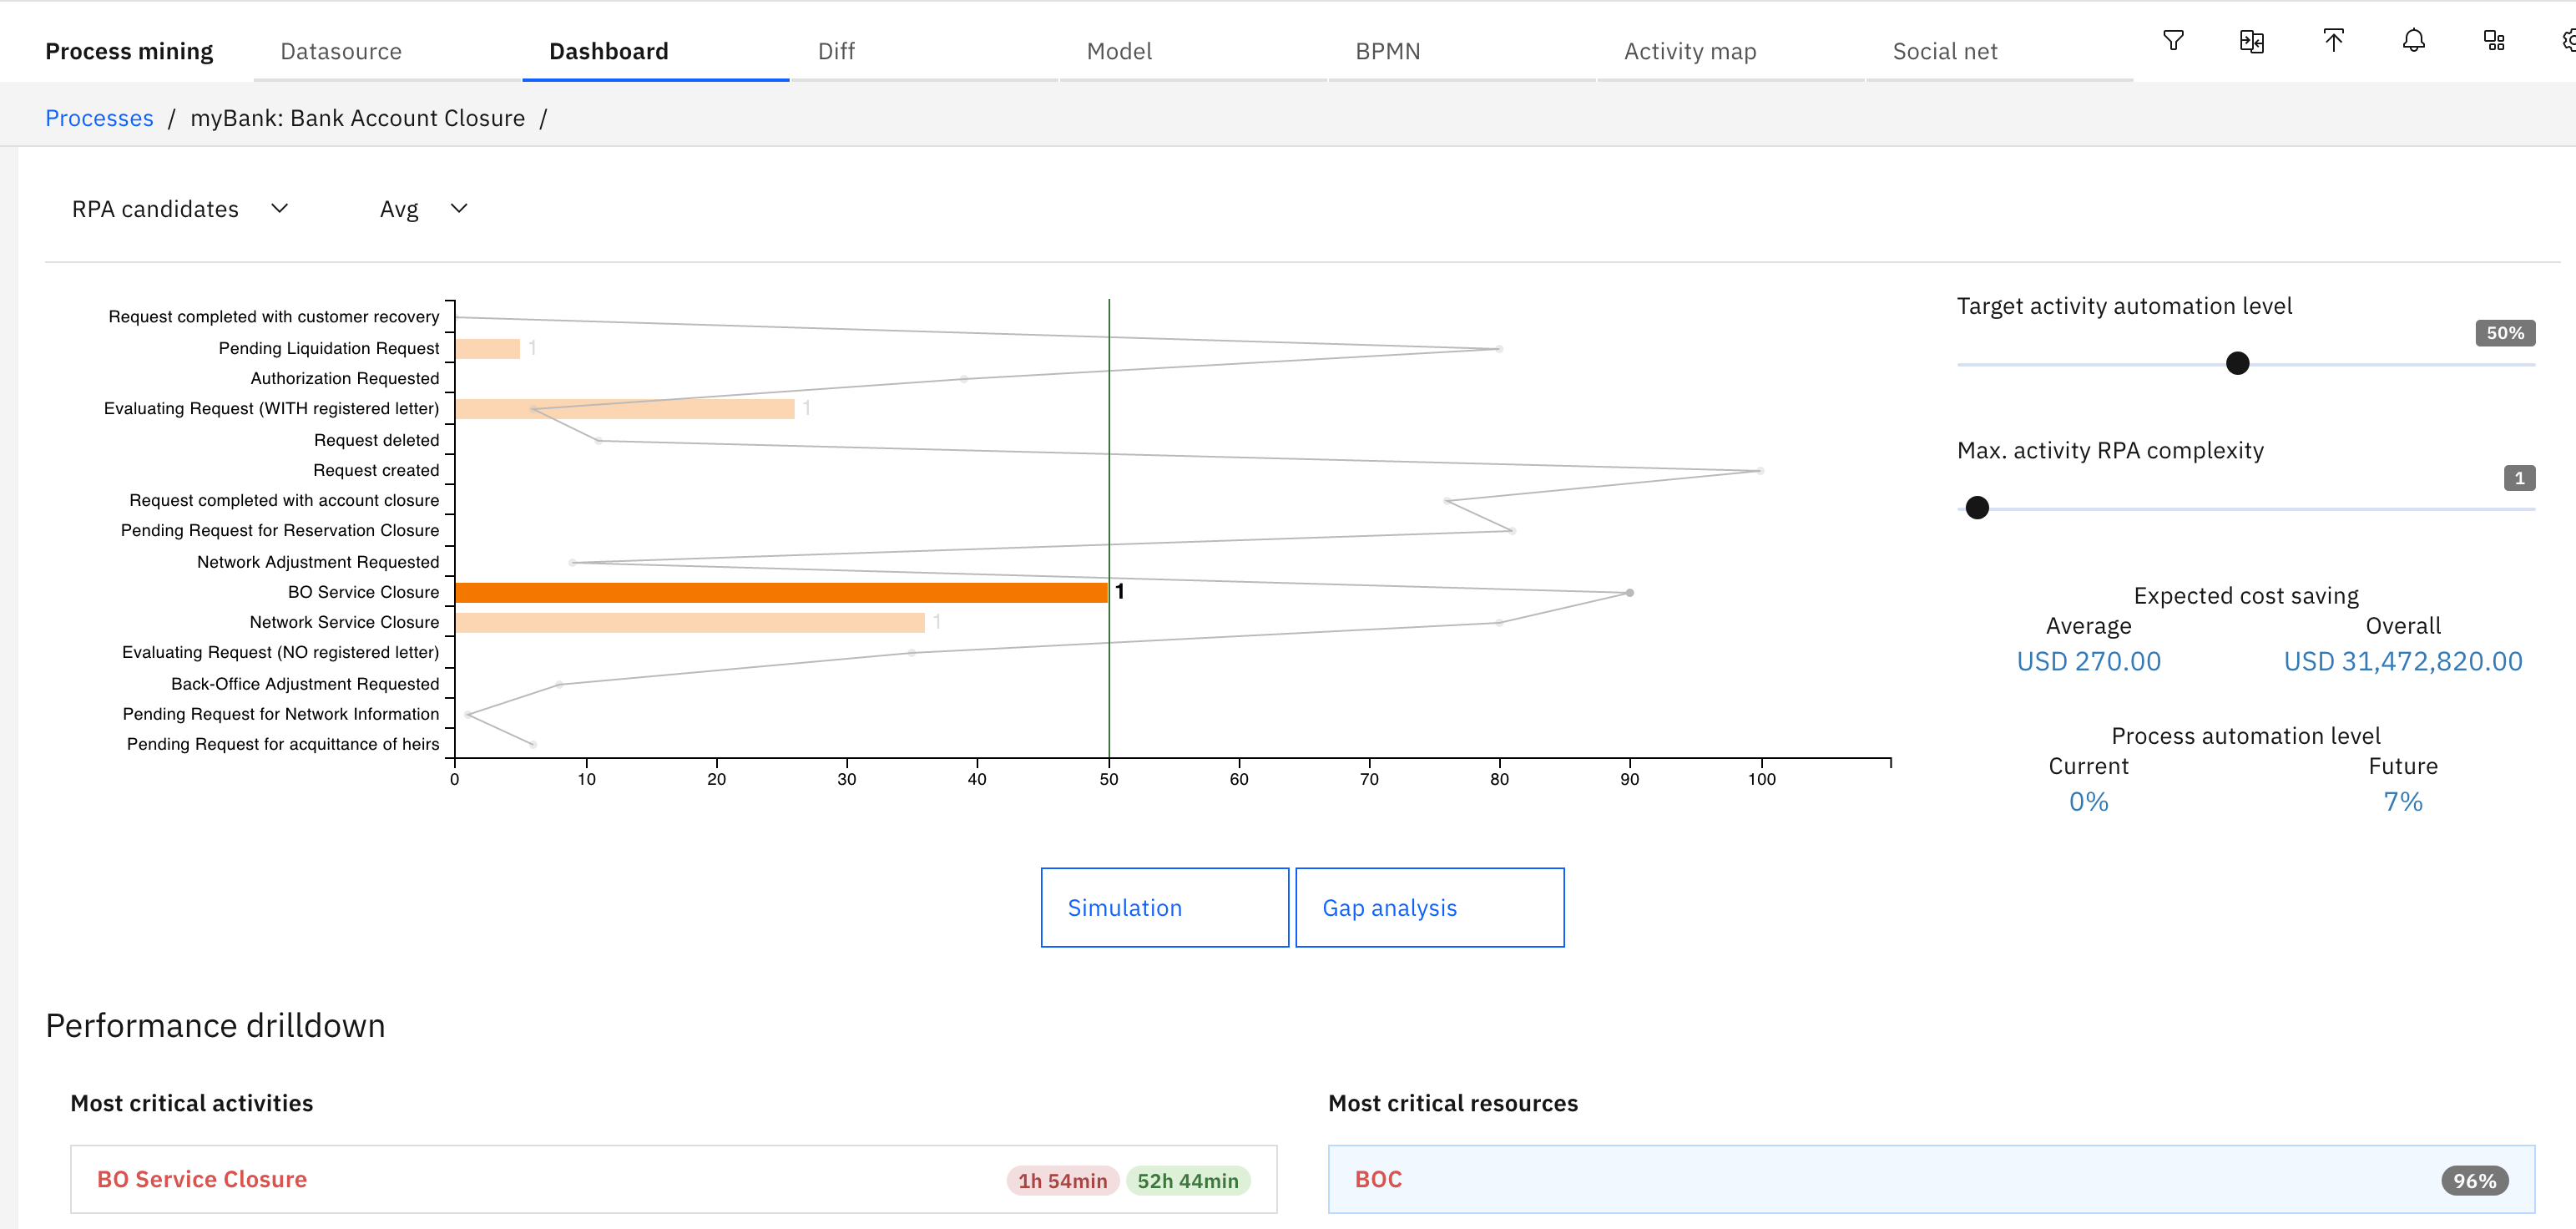 Process mining Datasource Dashboard Diff Model BPMN Activity map Social net
Processes / myBank: Bank Account Closure /
RPA candidates Avg
Request completed with customer recovery
Pending Liquidation Request 1
Authorization Requested
Evaluating Request (WITH registered letter) 1
Request deleted
Request created
Request completed with account closure
Pending Request for Reservation Closure
Network Adjustment Requested
BO Service Closure 1
Network Service Closure 1
Evaluating Request (NO registered letter)
Back-Office Adjustment Requested
Pending Request for Network Information
Pending Request for acquittance of heirs
0 10 20 30 40 50 60 70 80 90 100
Target activity automation level
50%
Max. activity RPA complexity
1
Expected cost saving
Average Overall
USD 270.00 USD 31,472,820.00
Process automation level
Current Future
0% 7%
Simulation Gap analysis
Performance drilldown
Most critical activities
BO Service Closure 1h 54min 52h 44min
Most critical resources
BOC 96%